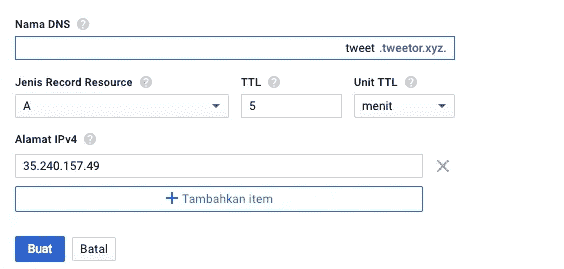 Nama DNS
tweet .tweetor.xyz.
Jenis Record Resource TTL Unit TTL
A 5 menit
Alamat IPv4
35.240.157.49
Tambahkan item
Buat Batal